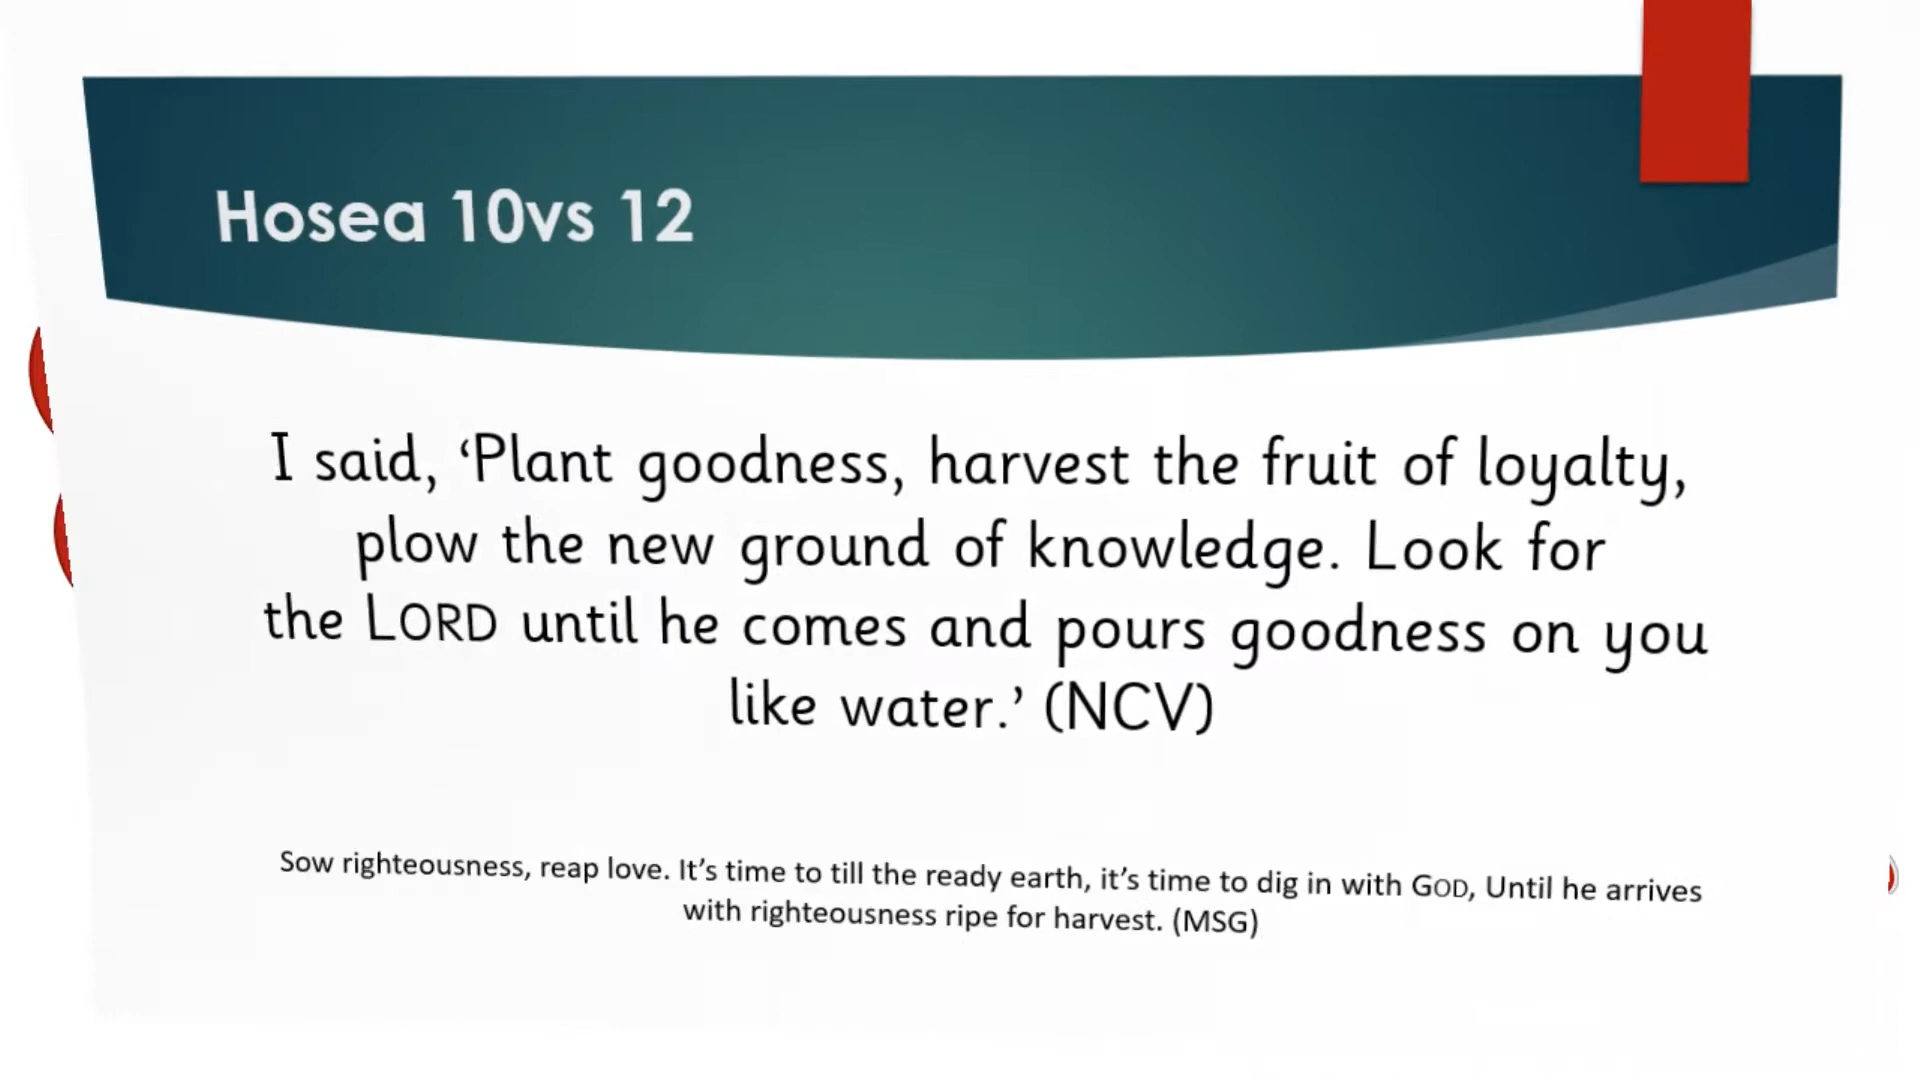 Hosea 10vs 12
I said, ‘Plant goodness, harvest the fruit of loyalty,
plow the new ground of knowledge. Look for
the LORD until he comes and pours goodness on you
like water.’ (NCV)
Sow righteousness, reap love. It’s time to till the ready earth, it’s time to dig in with GOD, Until he arrives
with righteousness ripe for harvest. (MSG)